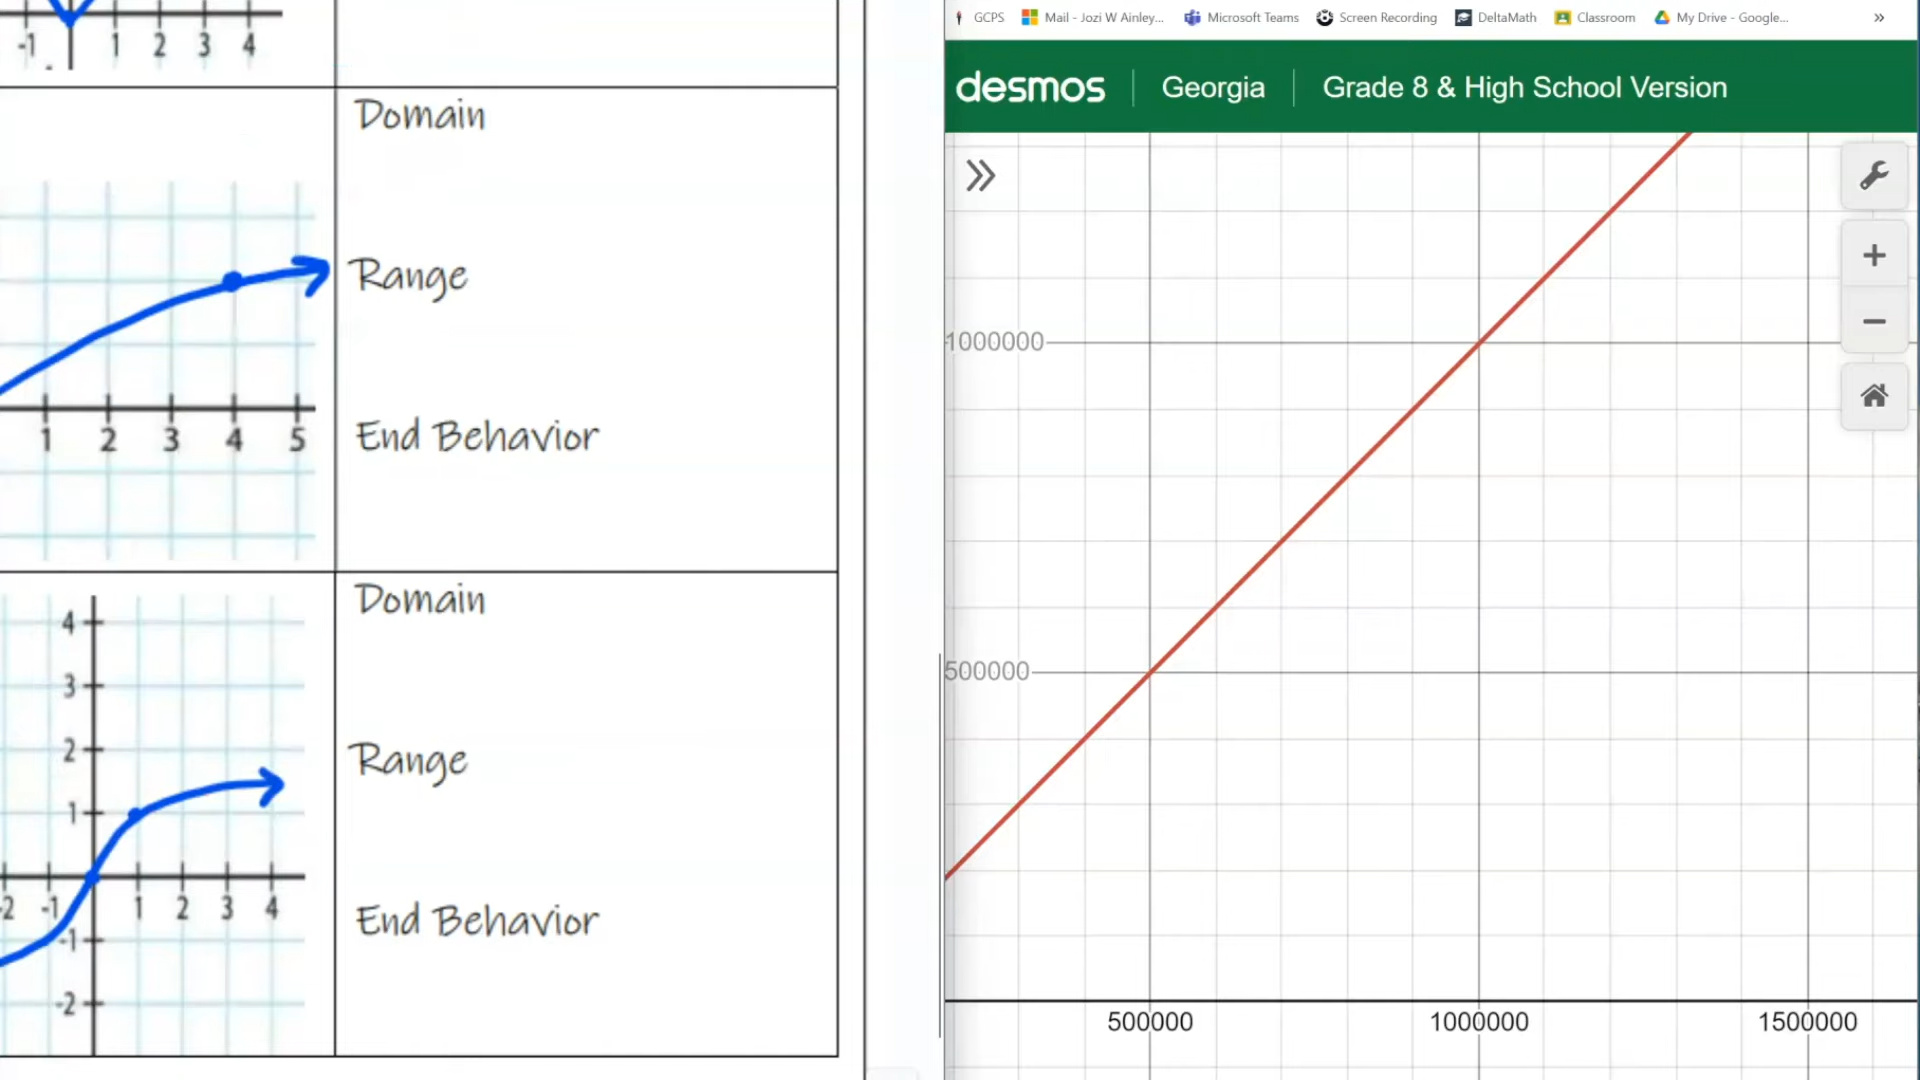 -1 1 2 3 4
Domain
Range
1 2 3 4 5
End Behavior
4
Domain
3
2
Range
1
-2 -1 1 2 3 4
End Behavior
-1
-2
GCPS Mail - Jozi W Ainley... Microsoft Teams Screen Recording DeltaMath Classroom My Drive - Google... »
desmos Georgia Grade 8 & High School Version
1000000
500000
500000 1000000 1500000